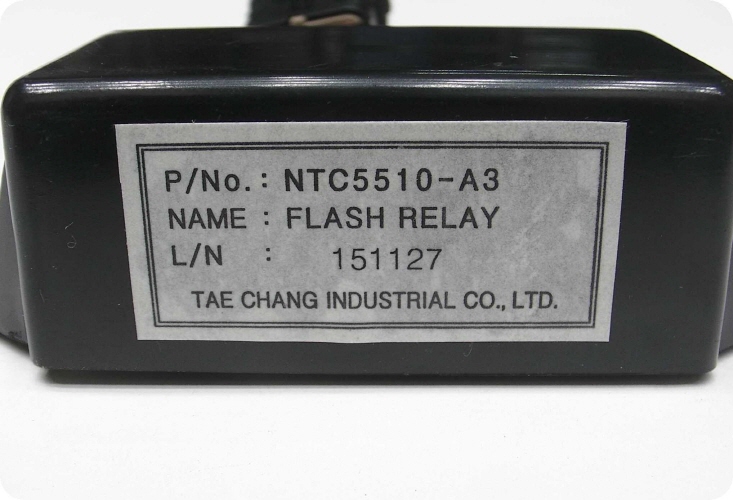 P/No.: NTC5510-A3
NAME : FLASH RELAY
L/N : 151127
TAE CHANG INDUSTRIAL CO., LTD.